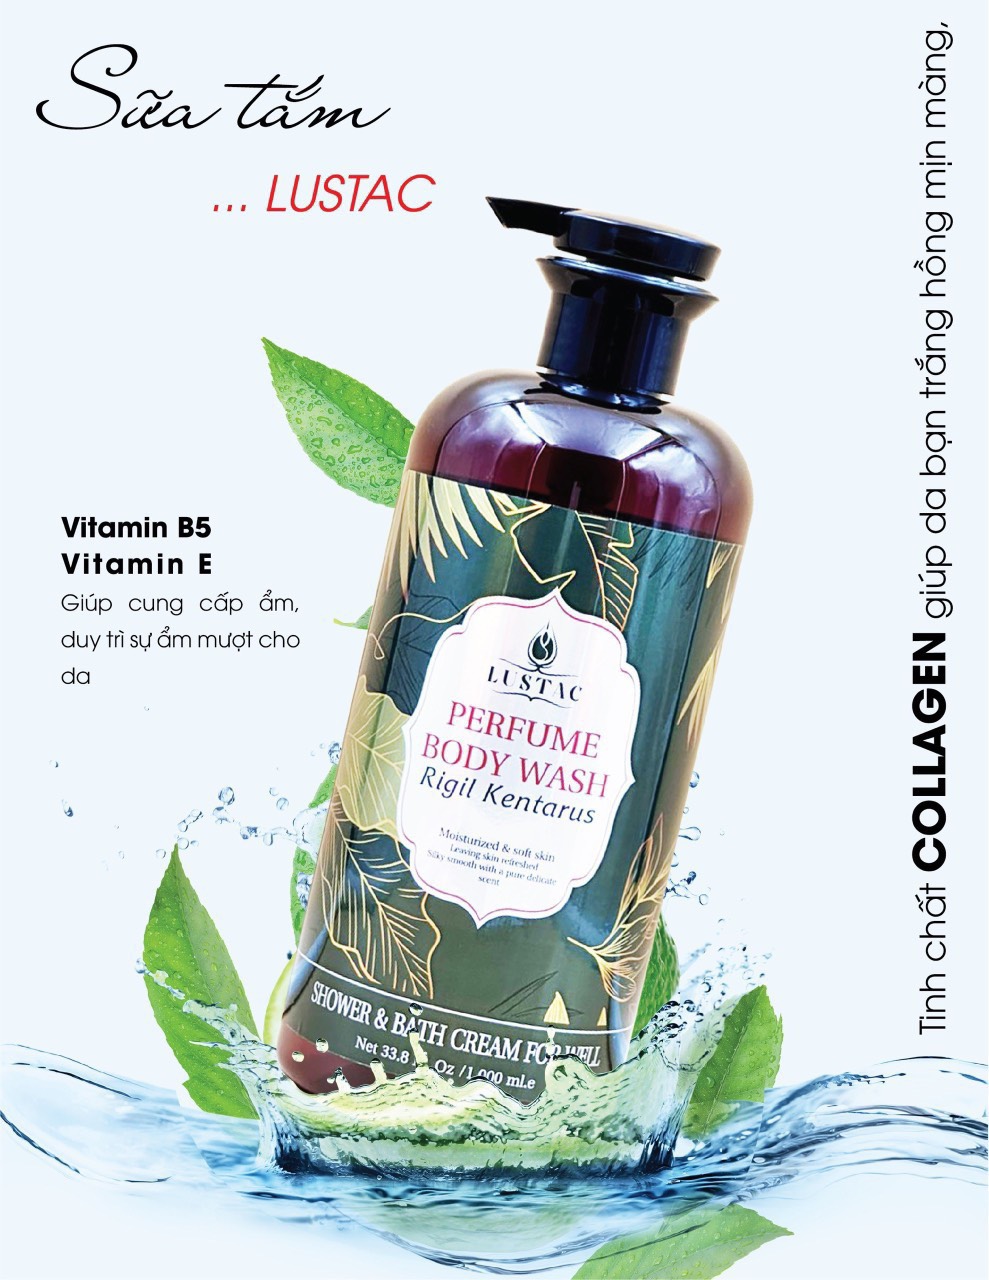 Sữa tắm
... LUSTAC
Vitamin B5
Vitamin E
Giúp cung cấp ẩm,
duy trì sự ẩm mượt cho
da
LUSTAC
PERFUME
BODY WASH
Rigil Kentarus
Moisturized & soft skin
Leaving skin refreshed
Silky smooth with a pure delicate
scent
SHOWER & BATH CREAM FOR WELL
Net 33.8 Oz /1.000 ml.e
Tinh chất COLLAGEN giúp da bạn trắng hồng mịn màng,